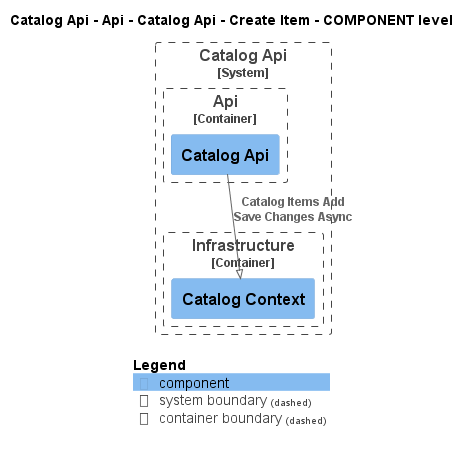 Catalog Api - Api - Catalog Api - Create Item - COMPONENT level
Catalog Api
[System]
Api
[Container]
Catalog Api
Catalog Items Add
Save Changes Async
Infrastructure
[Container]
Catalog Context
Legend
component
system boundary (dashed)
container boundary (dashed)